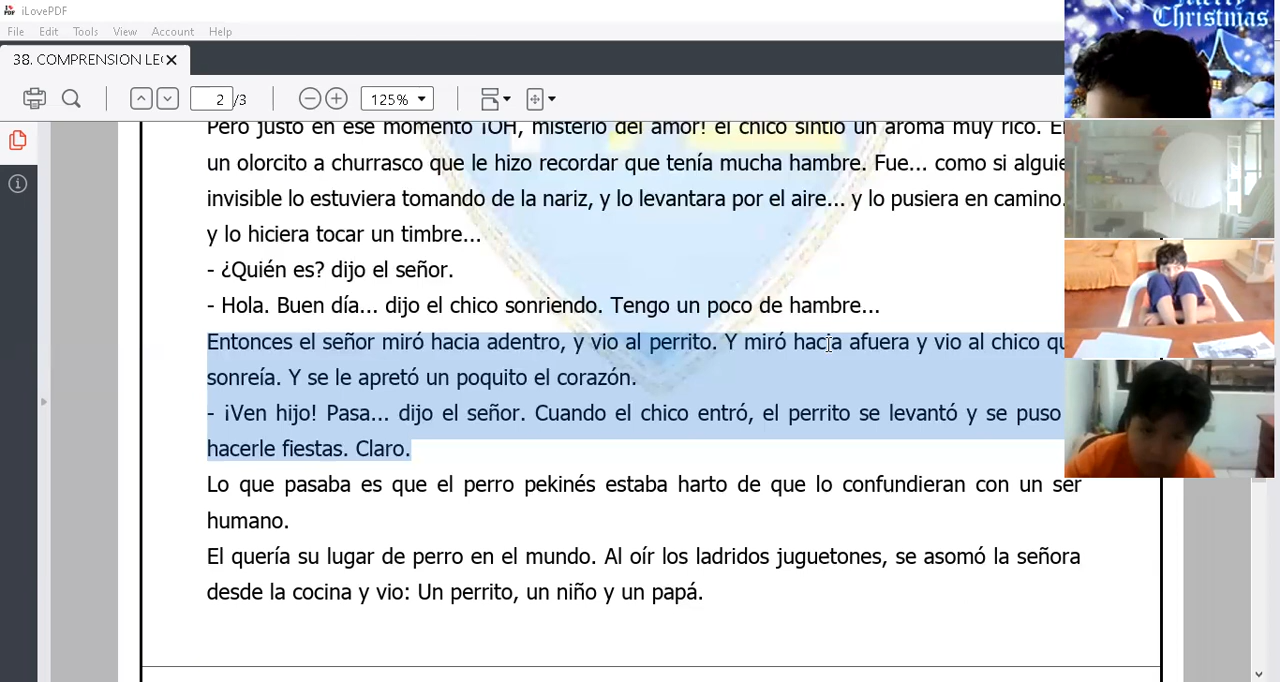 iLovePDF
File Edit Tools View Account Help
38. COMPRENSION LE
2 /3 125%
Pero justo en ese momento ¡OH, misterio del amor! el chico sintió un aroma muy rico.
un olorcito a churrasco que le hizo recordar que tenía mucha hambre. Fue... como si
invisible lo estuviera tomando de la nariz, y lo levantara por el aire... y lo pusiera en camino.
y lo hiciera tocar un timbre...
- ¿Quién es? dijo el señor.
- Hola. Buen día... dijo el chico sonriendo. Tengo un poco de hambre...
Entonces el señor miró hacia adentro, y vio al perrito. Y miró hacia afuera y vio al chico
sonreía. Y se le apretó un poquito el corazón.
- ¡Ven hijo! Pasa... dijo el señor. Cuando el chico entró, el perrito se levantó y se puso
hacerle fiestas. Claro.
Lo que pasaba es que el perro pekinés estaba harto de que lo confundieran con un ser
humano.
El quería su lugar de perro en el mundo. Al oír los ladridos juguetones, se asomó la señora
desde la cocina y vio: Un perrito, un niño y un papá.
Christmas